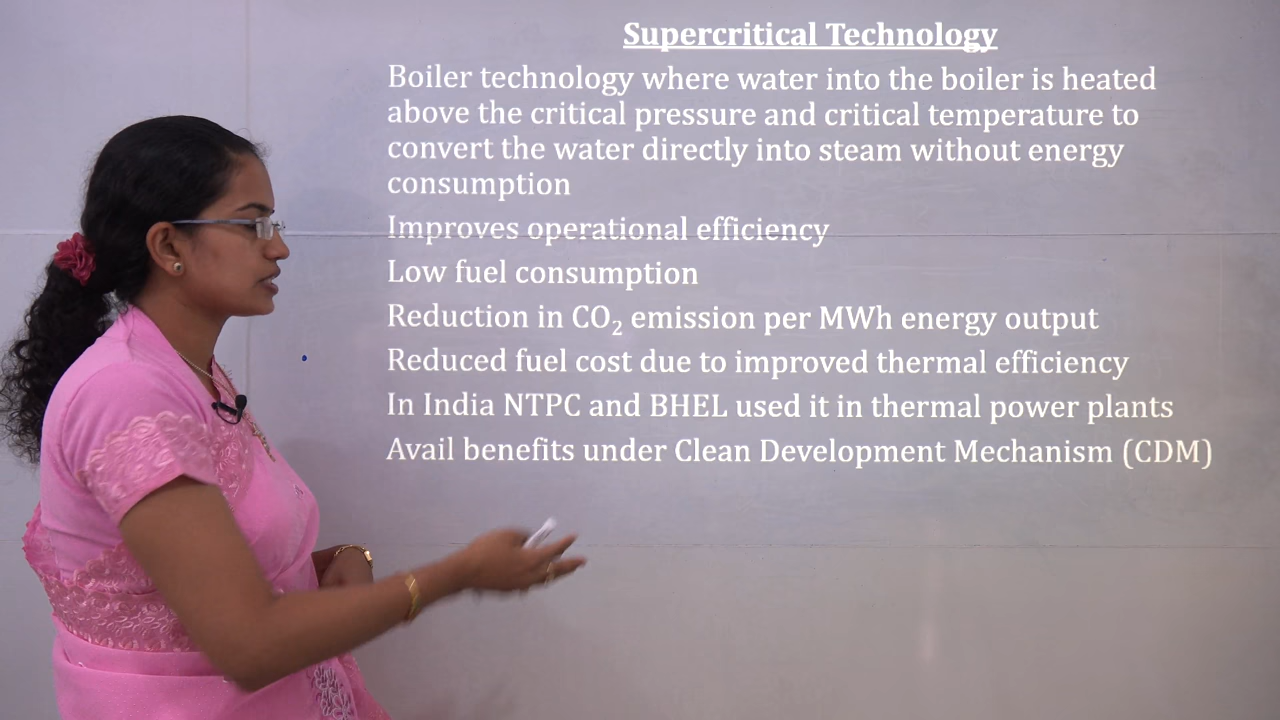 Supercritical Technology
Boiler technology where water into the boiler is heated
above the critical pressure and critical temperature to
convert the water directly into steam without energy
consumption
Improves operational efficiency
Low fuel consumption
Reduction in CO₂ emission per MWh energy output
Reduced fuel cost due to improved thermal efficiency
In India NTPC and BHEL used it in thermal power plants
Avail benefits under Clean Development Mechanism (CDM)